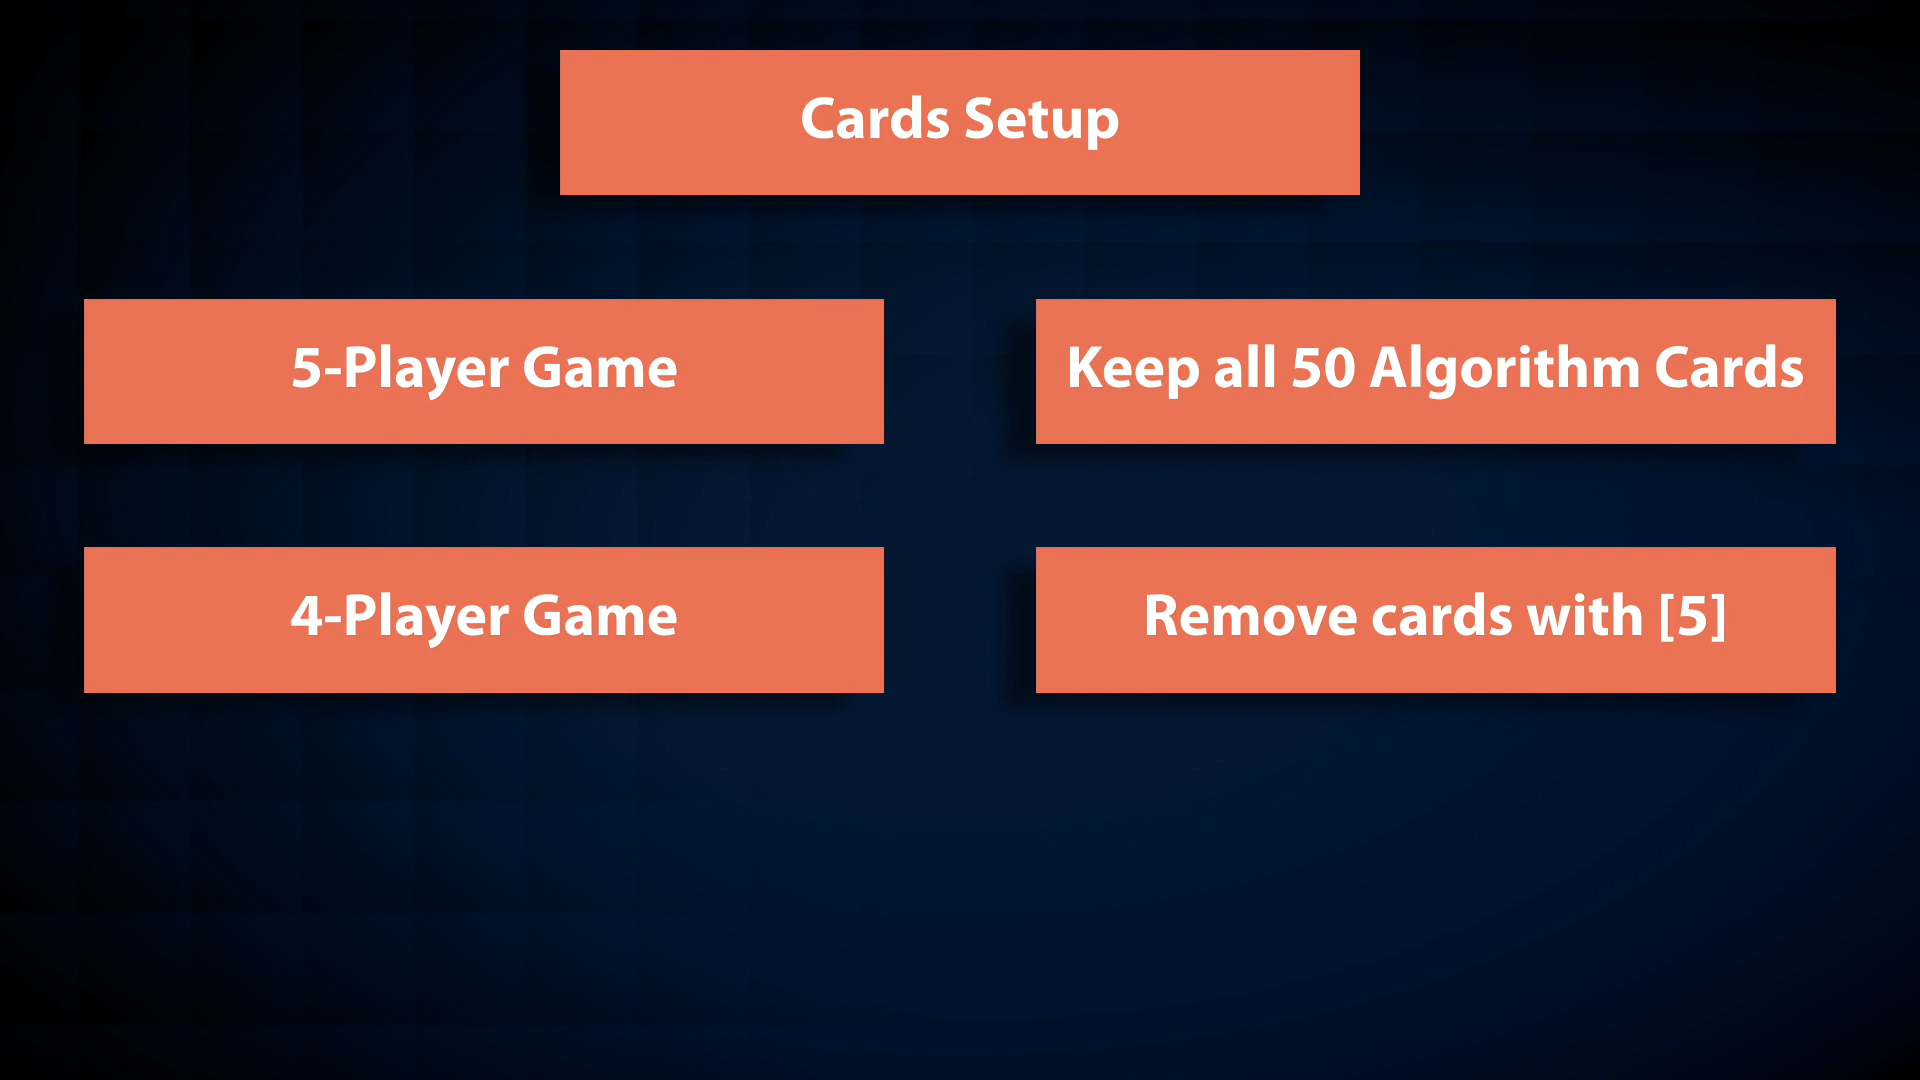 Cards Setup
5-Player Game
Keep all 50 Algorithm Cards
4-Player Game
Remove cards with [5]